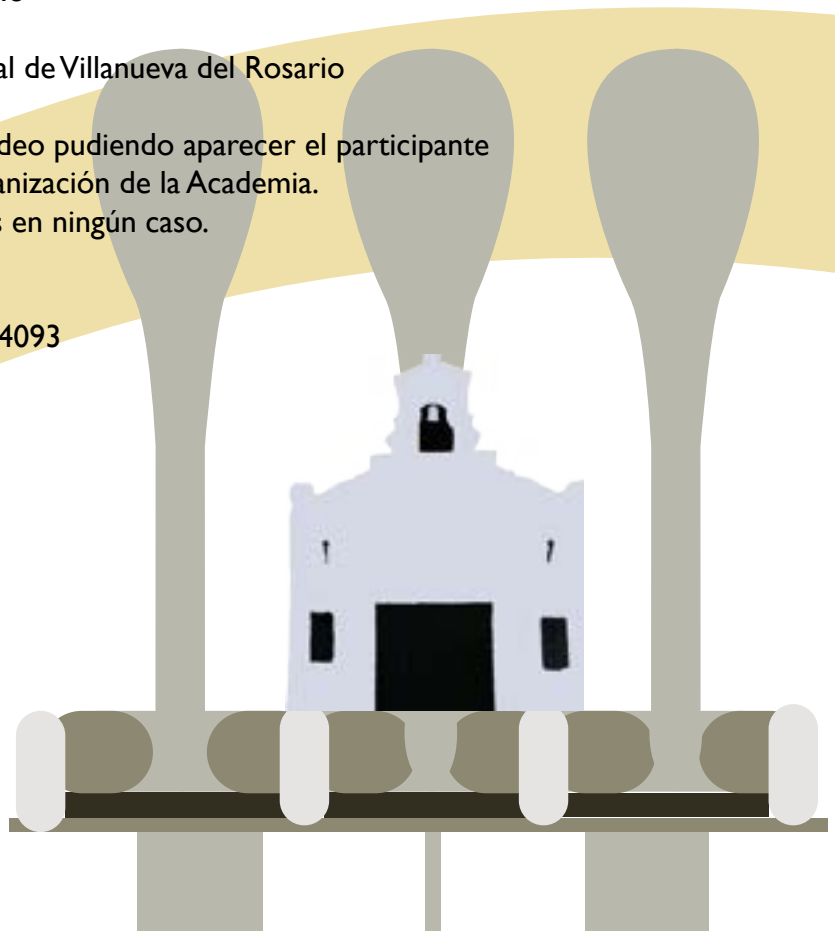 al de Villanueva del Rosario
deo pudiendo aparecer el participante
anización de la Academia.
s en ningún caso.
4093